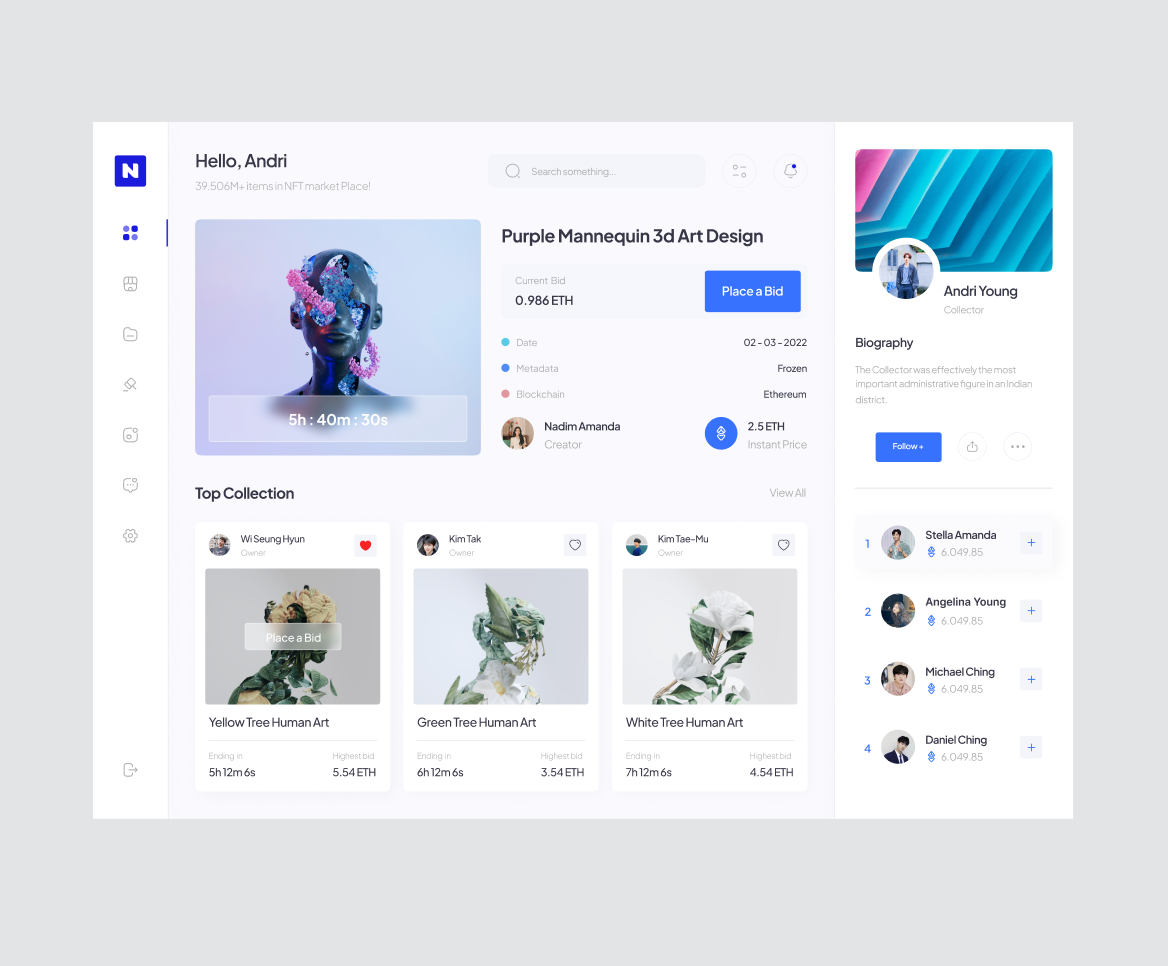 N
Hello, Andri
39.506M+ items in NFT market Place!
Search something...
5h : 40m : 30s
Purple Mannequin 3d Art Design
Current Bid
0.986 ETH
Place a Bid
Date
02 - 03 - 2022
Metadata
Frozen
Blockchain
Ethereum
Nadim Amanda
Creator
2.5 ETH
Instant Price
Top Collection
View All
Wi Seung Hyun
Owner
Place a Bid
Yellow Tree Human Art
Ending in
Highest bid
5h 12m 6s
5.54 ETH
Kim Tak
Owner
Green Tree Human Art
Ending in
Highest bid
6h 12m 6s
3.54 ETH
Kim Tae-Mu
Owner
White Tree Human Art
Ending in
Highest bid
7h 12m 6s
4.54 ETH
Andri Young
Collector
Biography
The Collector was effectively the most
important administrative figure in an Indian
district.
Follow +
1
Stella Amanda
6.049.85
+
2
Angelina Young
6.049.85
+
3
Michael Ching
6.049.85
+
4
Daniel Ching
6.049.85
+